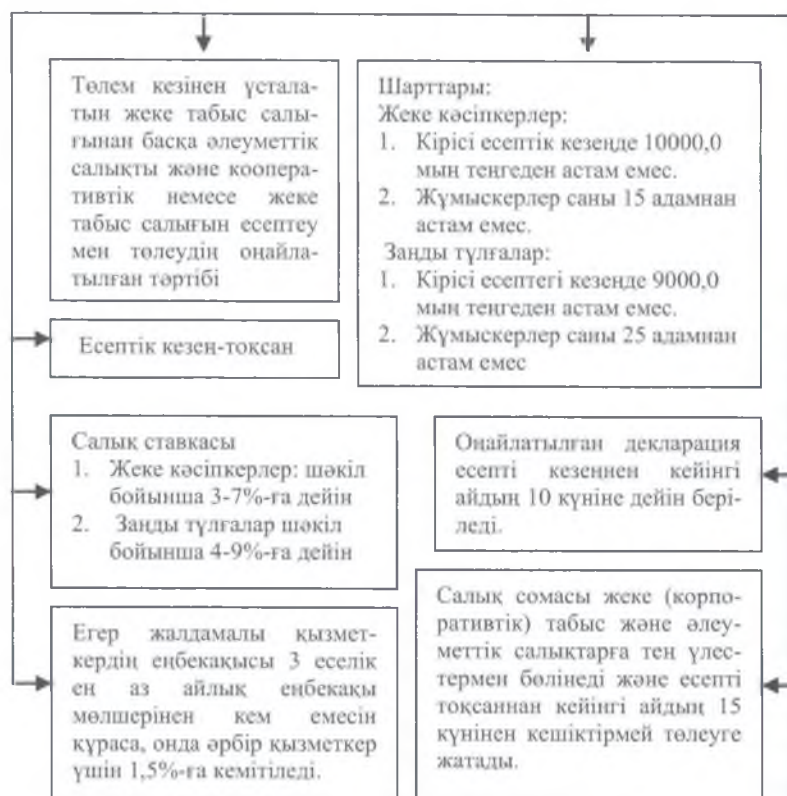 Төлем кезінен ұстала-
тын жеке табыс салы-
ғынан басқа әлеуметтік
салықты және коопера-
тивтік немесе жеке
табыс салығын есептеу
мен төлеудің оңайла-
тылған тәртібі
Шарттары:
Жеке кәсіпкерлер:
1. Кірісі есептік кезеңде 10000,0
мың теңгеден астам емес.
2. Жұмыскерлер саны 15 адамнан
астам емес.
Заңды тұлғалар:
1. Кірісі есептегі кезеңде 9000,0
мың теңгеден астам емес.
2. Жұмыскерлер саны 25 адамнан
астам емес
Есептік кезең-тоқсан
Салық ставкасы
1. Жеке кәсіпкерлер: шәкіл
бойынша 3-7%-ға дейін
2. Заңды тұлғалар шәкіл
бойынша 4-9%-ға дейін
Оңайлатылған декларация
есепті кезеңнен кейінгі
айдың 10 күніне дейін бері-
леді.
Егер жалдамалы қызмет-
кердің еңбекақысы 3 еселік
ең аз айлық еңбекақы
мөлшерінен кем емесін
құраса, онда әрбір қызметкер
үшін 1,5%-ға кемітіледі.
Салық сомасы жеке (корпо-
ративтік) табыс және әлеу-
меттік салықтарға тең үлес-
термен бөлінеді және есепті
тоқсаннан кейінгі айдың 15
күнінен кешіктірмей төлеуге
жатады.